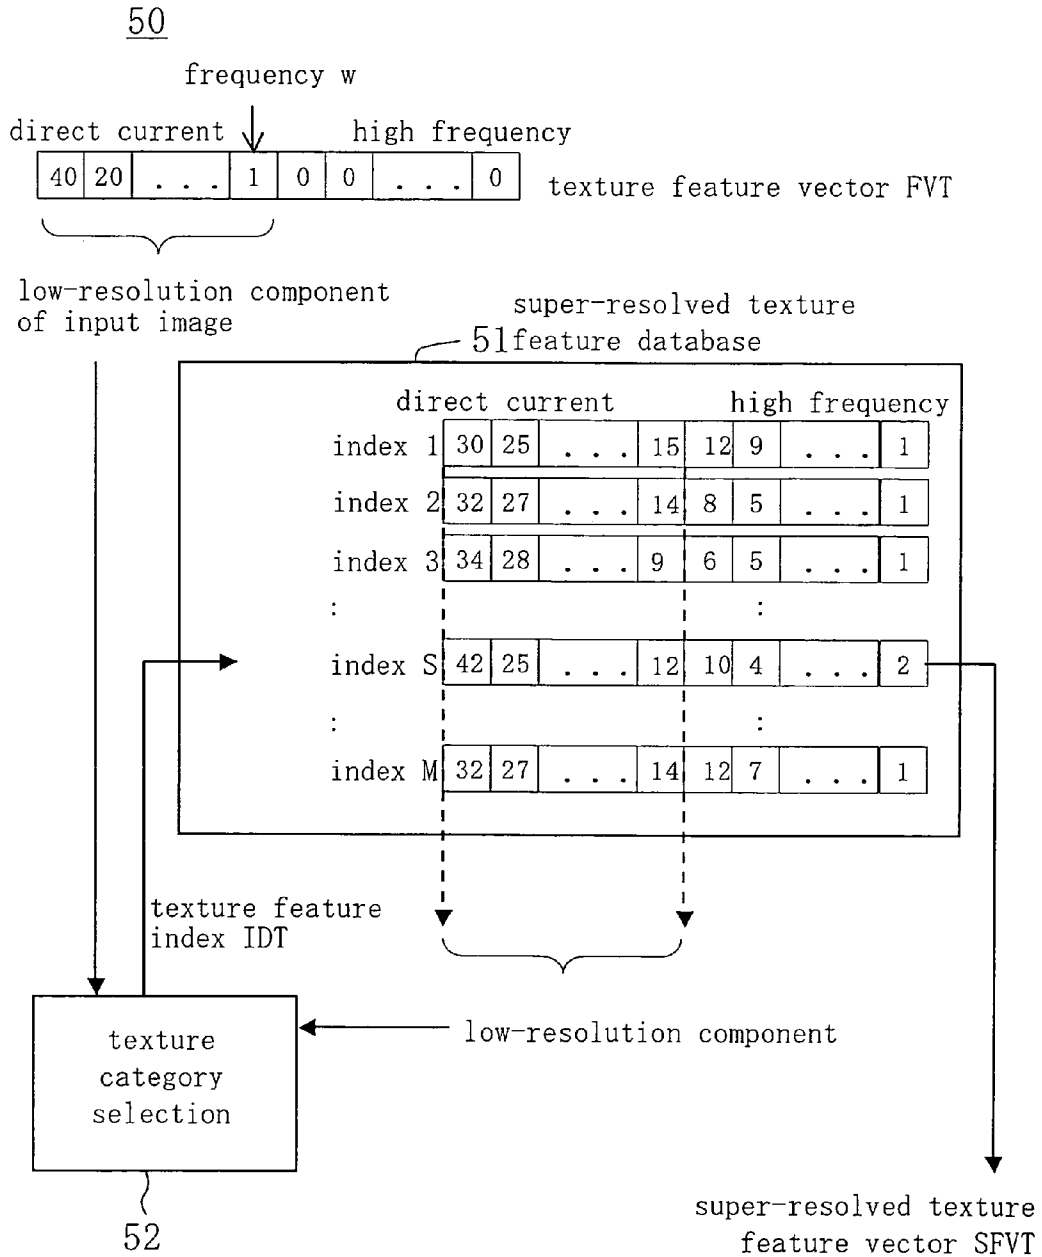 50
frequency w
direct current high frequency
40 20 . . . 1 0 0 . . . 0
texture feature vector FVT
low-resolution component
of input image
super-resolved texture
51 feature database
direct current high frequency
index 1 30 25 . . . 15 12 9 . . . 1
index 2 32 27 . . . 14 8 5 . . . 1
index 3 34 28 . . . 9 6 5 . . . 1
: :
index S 42 25 . . . 12 10 4 . . . 2
: :
index M 32 27 . . . 14 12 7 . . . 1
texture feature
index IDT
low-resolution component
texture
category
selection
52
super-resolved texture
feature vector SFVT